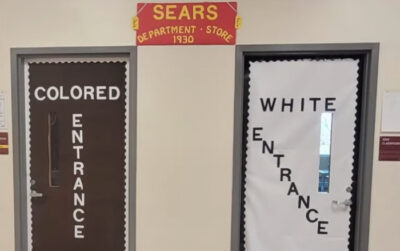 SEARS
DEPARTMENT · STORE
1930
COLORED
ENTRANCE
WHITE
ENTRANCE